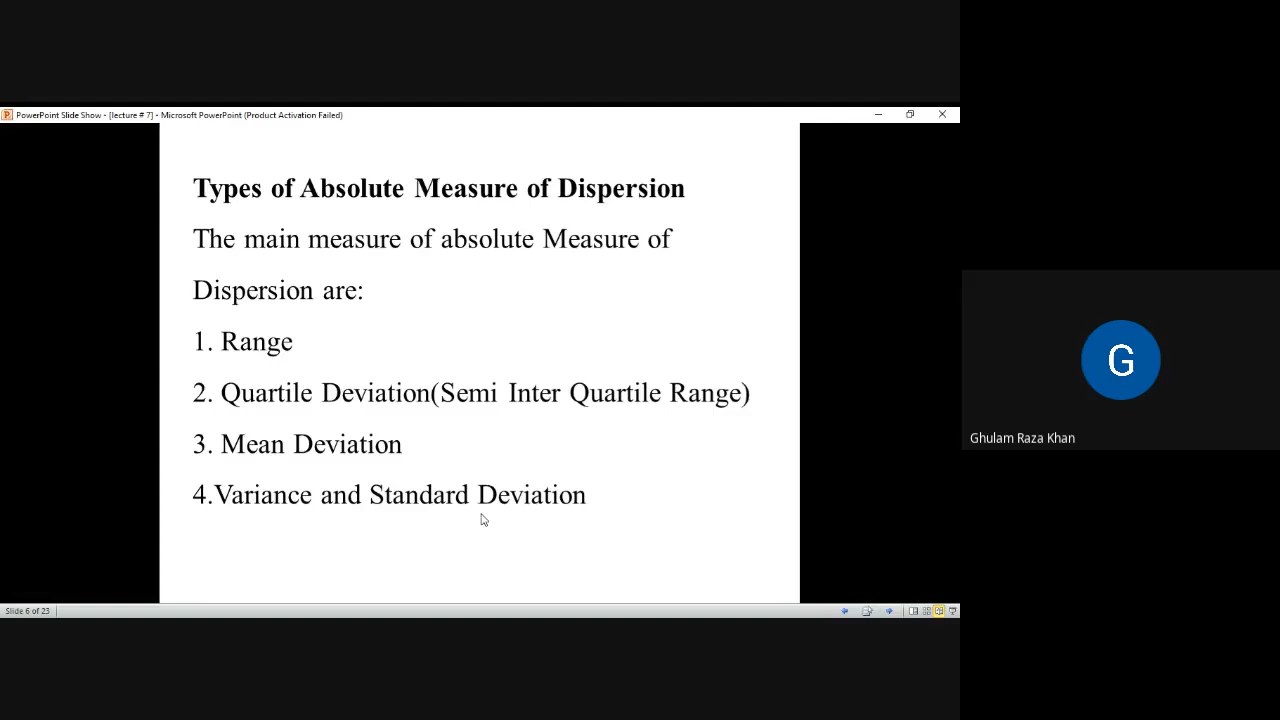 PowerPoint Slide Show - [lecture # 7] - Microsoft PowerPoint (Product Activation Failed)
Types of Absolute Measure of Dispersion
The main measure of absolute Measure of
Dispersion are:
1. Range
2. Quartile Deviation(Semi Inter Quartile Range)
3. Mean Deviation
4.Variance and Standard Deviation
Slide 6 of 23
G
Ghulam Raza Khan